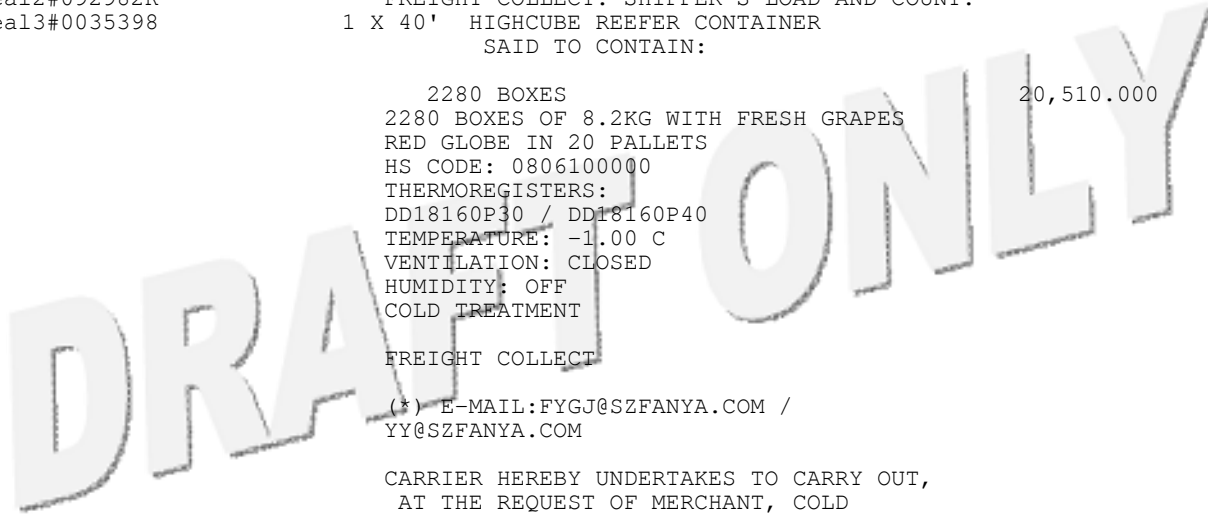 eal2#092982R FREIGHT COLLECT. SHIPPER'S LOAD AND COUNT.
eal3#0035398 1 X 40' HIGHCUBE REEFER CONTAINER
SAID TO CONTAIN:
2280 BOXES 20,510.000
2280 BOXES OF 8.2KG WITH FRESH GRAPES
RED GLOBE IN 20 PALLETS
HS CODE: 0806100000
THERMOREGISTERS:
DD18160P30 / DD18160P40
TEMPERATURE: -1.00 C
VENTILATION: CLOSED
HUMIDITY: OFF
COLD TREATMENT
FREIGHT COLLECT
(*) E-MAIL:FYGJ@SZFANYA.COM /
YY@SZFANYA.COM
CARRIER HEREBY UNDERTAKES TO CARRY OUT,
AT THE REQUEST OF MERCHANT, COLD
DRAFT ONLY